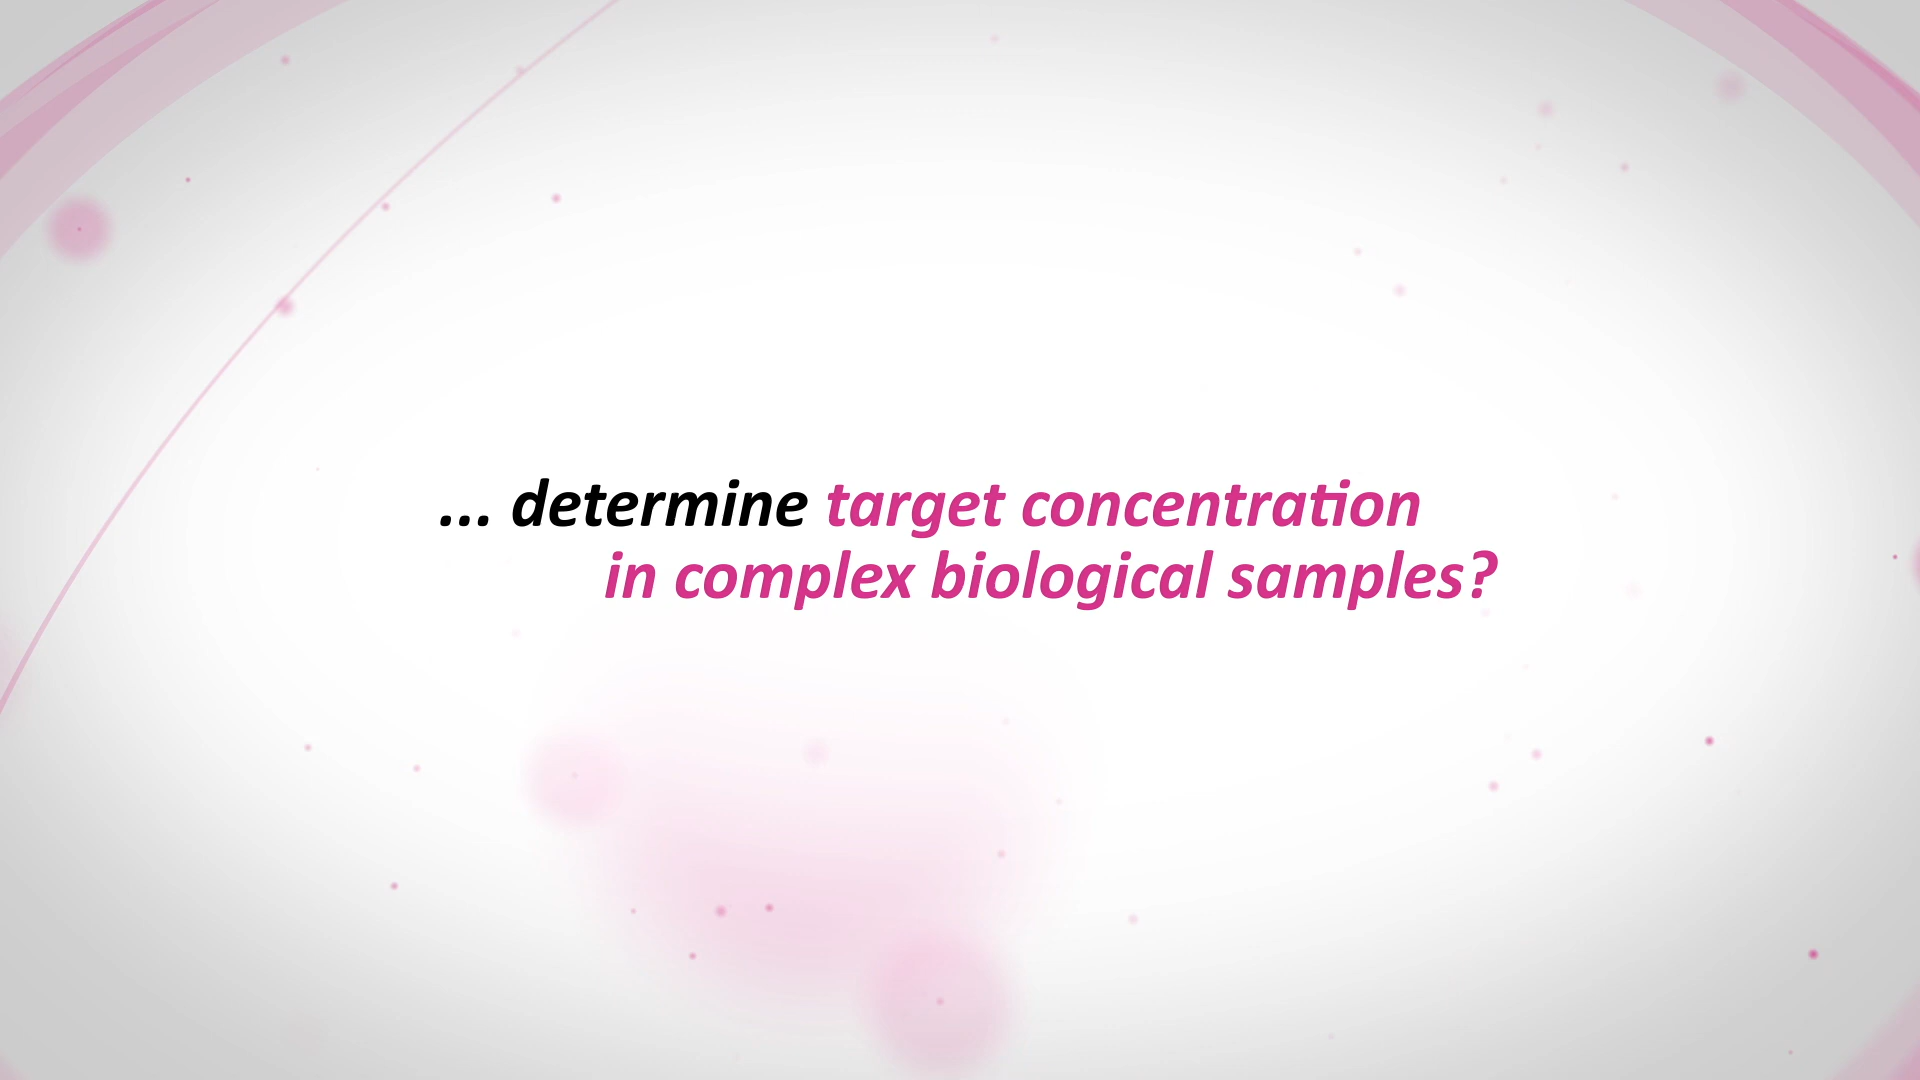 ... determine target concentration
in complex biological samples?